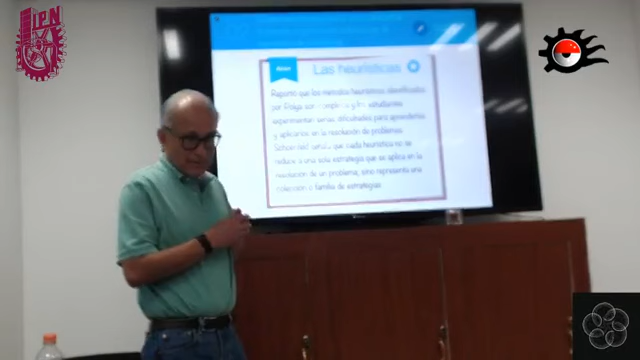 IPN
Las heurísticas
Reportó que los métodos heurísticos identificados
por Polya son complejos y los estudiantes
experimentan serias dificultades para aprenderlos
y aplicarlos en la resolución de problemas.
Schoenfeld señala que cada heurística no se
reduce a una sola estrategia que se aplica en la
resolución de un problema, sino representa una
colección o familia de estrategias